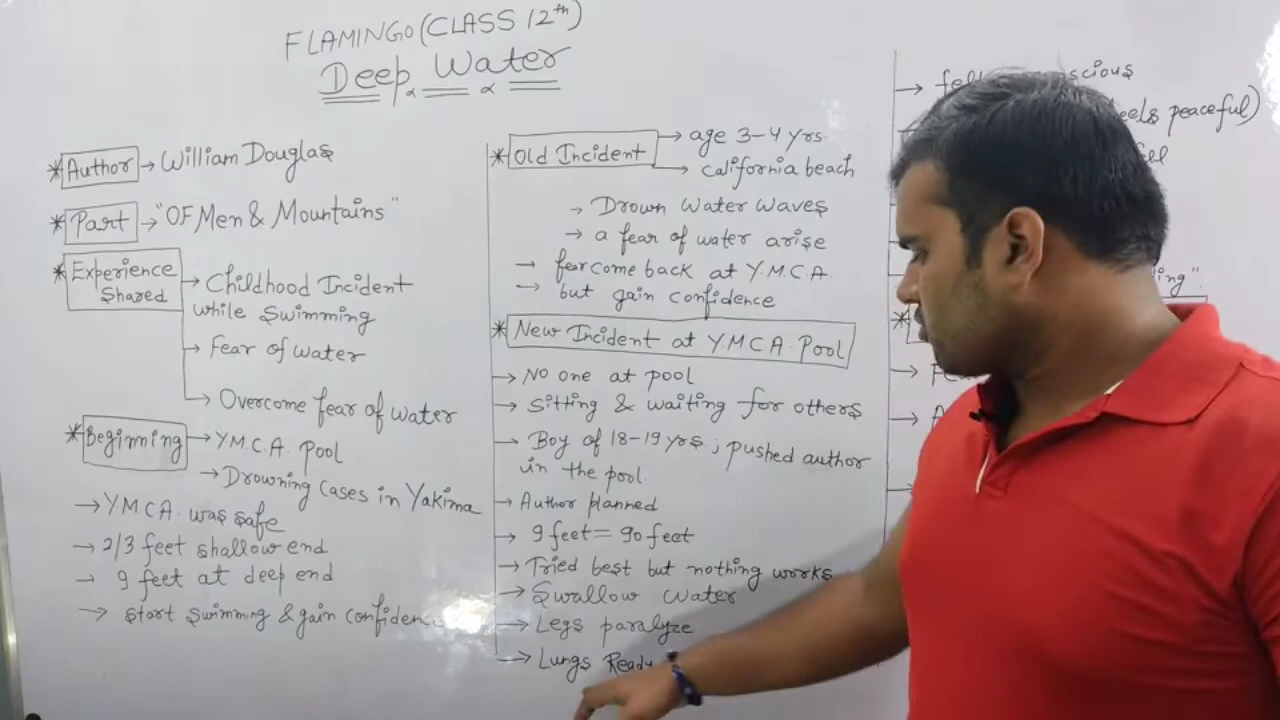 FLAMINGO (CLASS 12th)
Deep Water
* Author → William Douglas
* Part → "OF Men & Mountains"
* Experience Shared → Childhood Incident
while swimming
→ fear of water
→ Overcome fear of water
* Beginning → Y.M.C.A. Pool
→ Drowning Cases in Yakima
→ Y.M.C.A. was safe
→ 2/3 feet shallow end
→ 9 feet at deep end
→ start swimming & gain
* Old Incident → age 3-4 yrs.
→ california beach
→ Drown Water Waves
→ a fear of water arise
→ fear come back at Y.M.C.A.
→ but gain confidence
* New Incident at Y.M.C.A. Pool
→ No one at pool
→ Sitting & waiting for others
→ Boy of 18-19 yrs. ; pushed author
in the pool.
→ Author planned
→ 9 feet = 90 feet
→ Tried best but nothing works
→ Swallow water
→ Legs paralyze
→ Lungs Ready
→
peaceful)
*